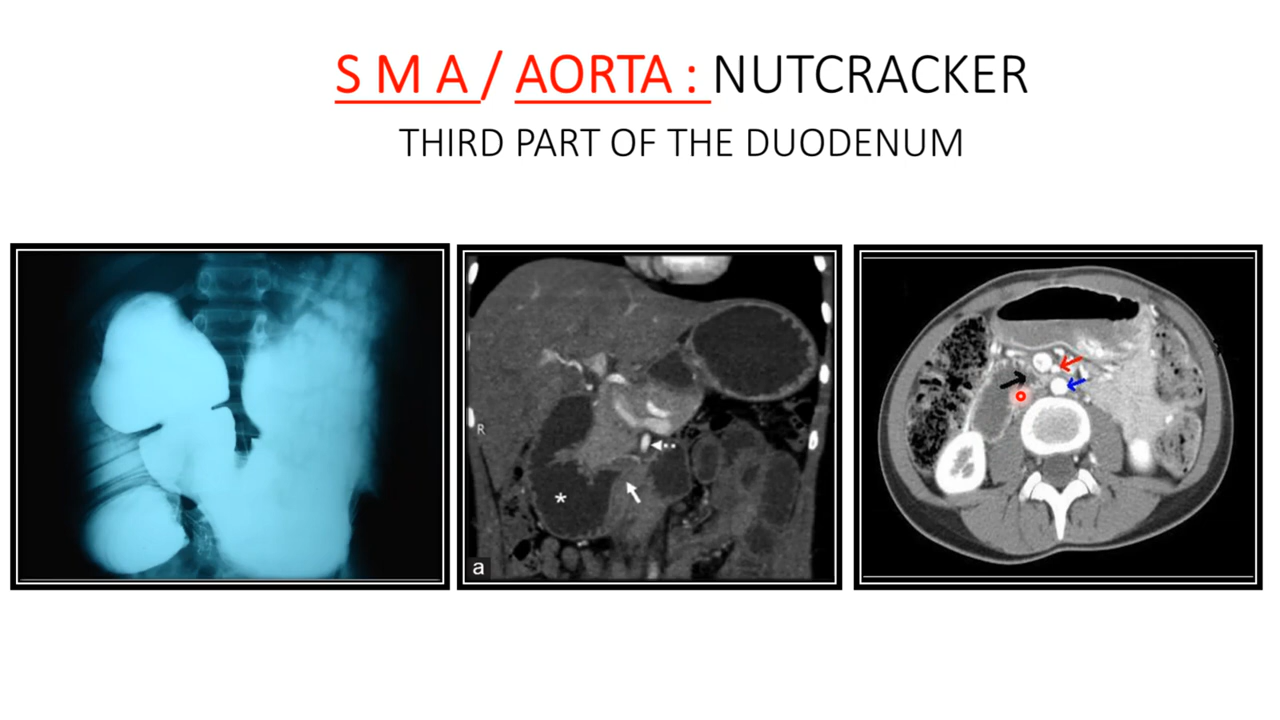 S M A / AORTA : NUTCRACKER
THIRD PART OF THE DUODENUM
R
*
a